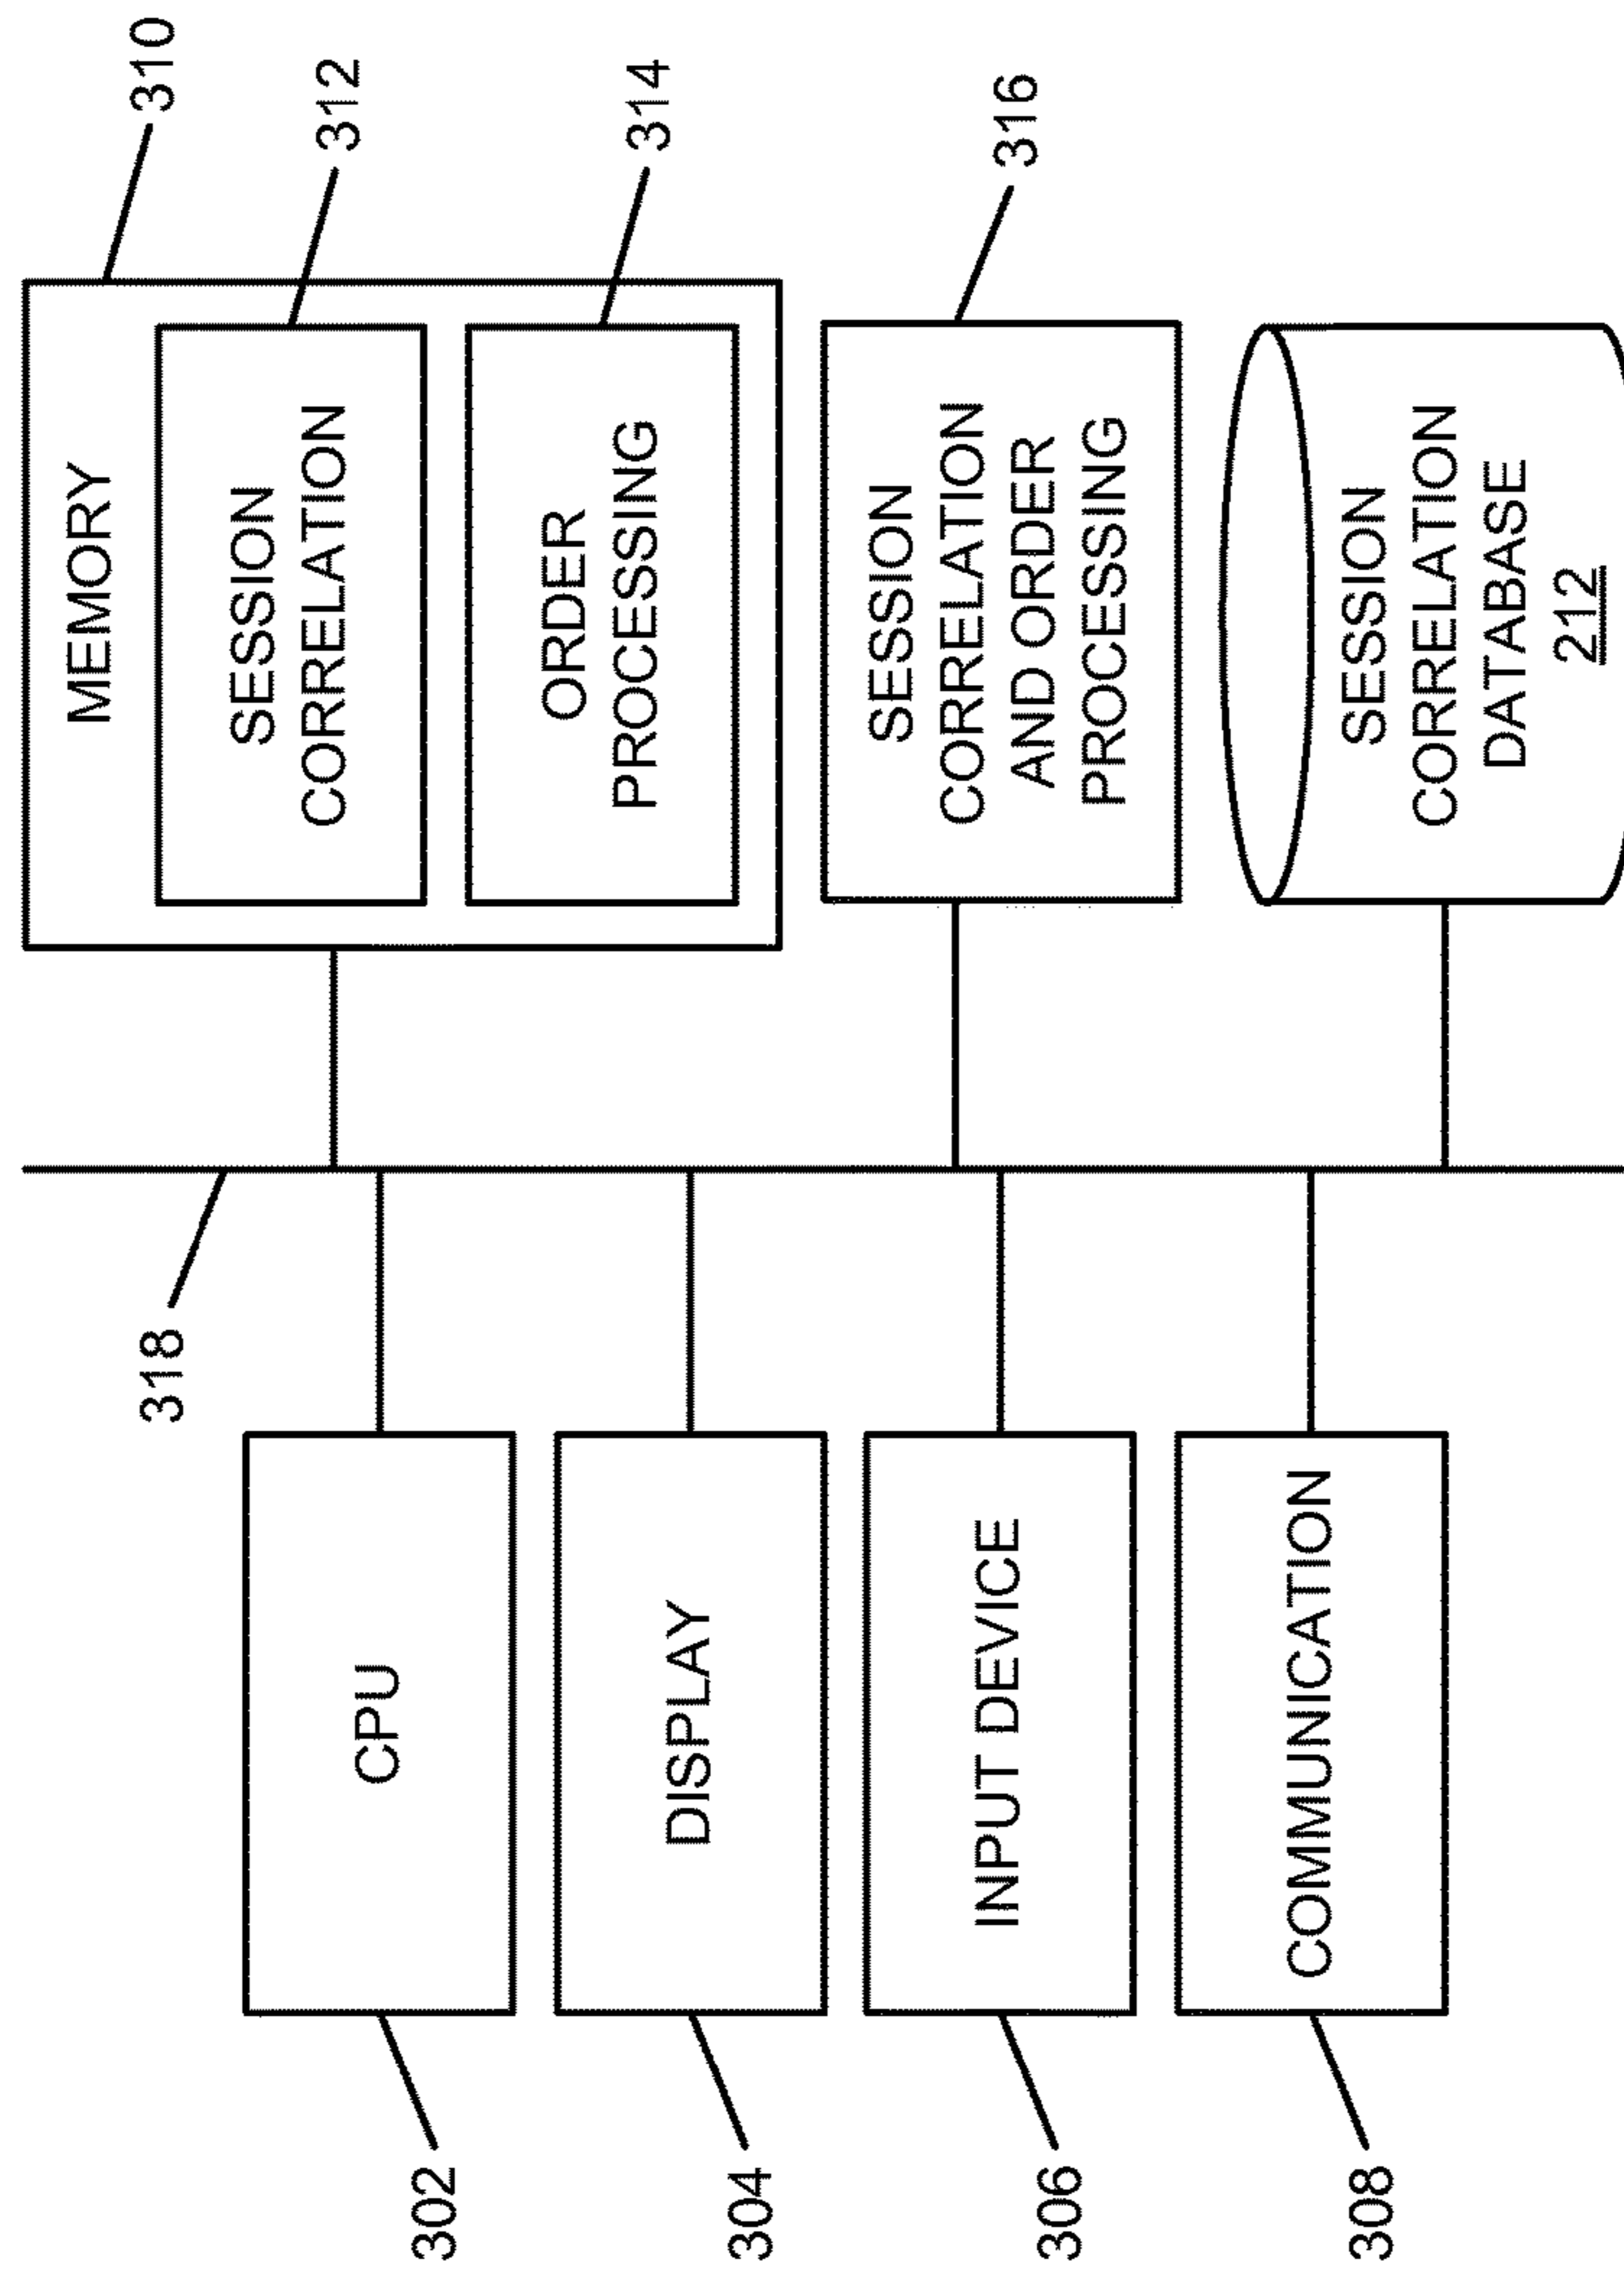 310
MEMORY
312
SESSION
CORRELATION
318
314
302
CPU
ORDER
PROCESSING
304
DISPLAY
316
SESSION
CORRELATION
AND ORDER
PROCESSING
306
INPUT DEVICE
308
COMMUNICATION
SESSION
CORRELATION
DATABASE
212